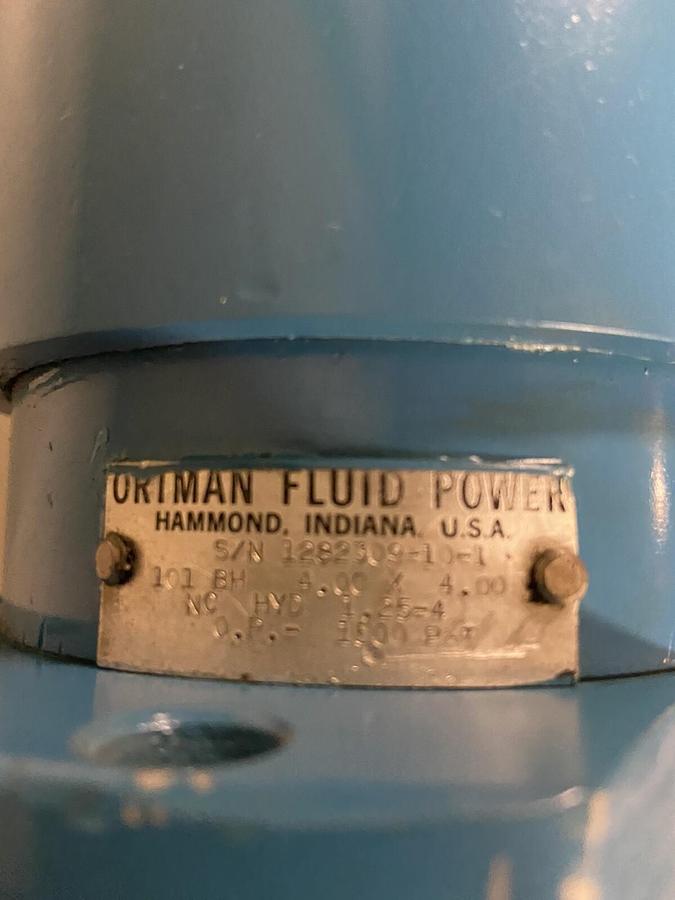 ORTMAN FLUID POWER
HAMMOND, INDIANA, U.S.A.
S/N 1282309-10-1
101 BH 4.00 X 4.00
NC HYD 1.25-4
O.P.-